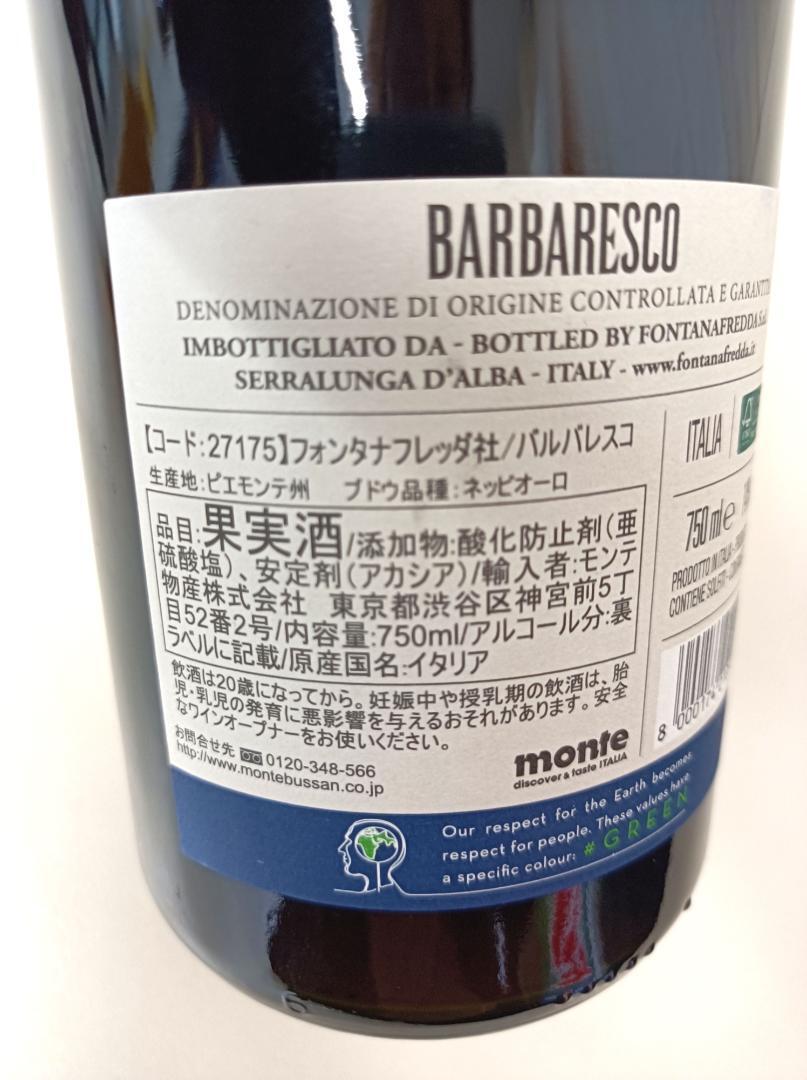 BARBARESCO
DENOMINAZIONE DI ORIGINE CONTROLLATA E
IMBOTTIGLIATO DA - BOTTLED BY FONTANAFREDDA S.r.l.
SERRALUNGA D'ALBA - ITALY - www.fontanafredda.it
【コード:27175】フォンタナフレッダ社/バルバレスコ
生産地:ピエモンテ州 ブドウ品種:ネッビオーロ
品目:果実酒/添加物:酸化防止剤(亜
硫酸塩)、安定剤(アカシア)/輸入者:モンテ
物産株式会社 東京都渋谷区神宮前5丁
目52番2号/内容量:750ml/アルコール分:裏
ラベルに記載/原産国名:イタリア
飲酒は20歳になってから。妊娠中や授乳期の飲酒は、胎
児・乳児の発育に悪影響を与えるおそれがあります。安全
なワインオープナーをお使いください。
お問合せ先 0120-348-566
http://www.montebussan.co.jp
monte
discover & taste ITALIA
ITALIA
750 ml e
PRODOTTO IN ITALIA
CONTIENE SOLFITI
8
Our respect for the Earth becomes
respect for people. These values have
a specific colour: #GREEN